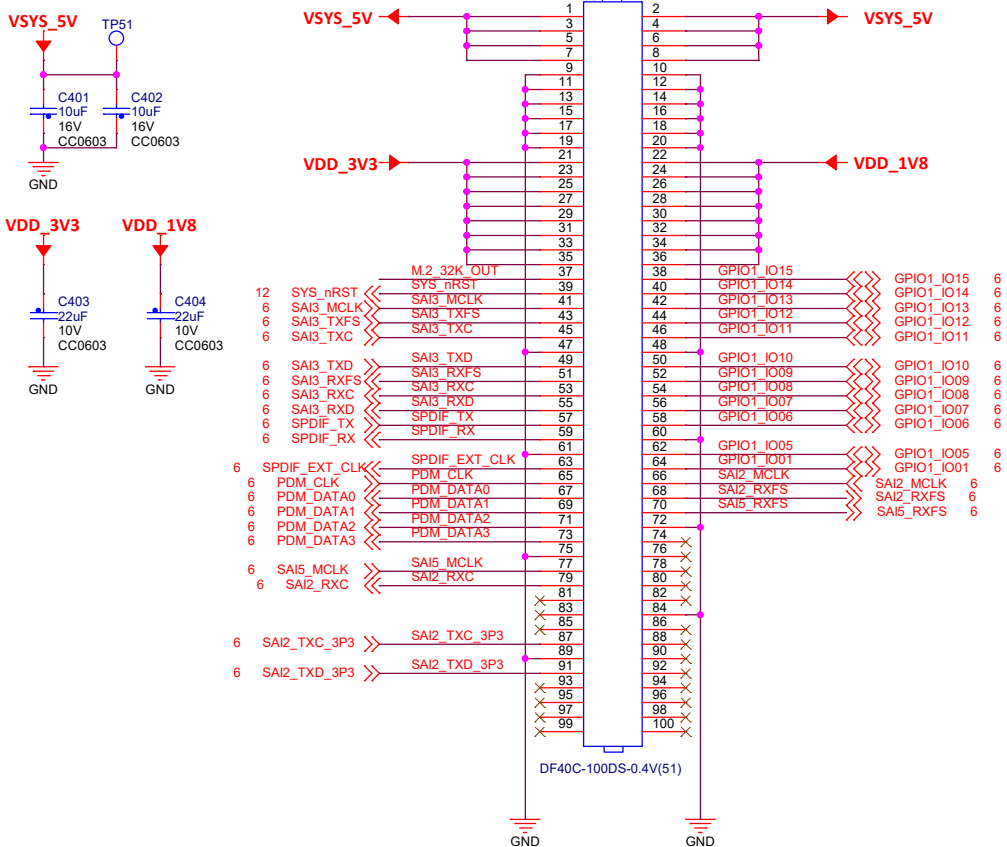 VSYS_5V
TP51
C401
10uF
16V
CC0603
C402
10uF
16V
CC0603
GND
VDD_3V3
VDD_1V8
C403
22uF
10V
CC0603
C404
22uF
10V
CC0603
GND
GND
VSYS_5V 1 2 VSYS_5V
3 4
5 6
7 8
9 10
11 12
13 14
15 16
17 18
19 20
VDD_3V3 21 22 VDD_1V8
23 24
25 26
27 28
29 30
31 32
33 34
35 36
M.2_32K_OUT 37 38 GPIO1_IO15 GPIO1_IO15 6
12 SYS_nRST SYS_nRST 39 40 GPIO1_IO14 GPIO1_IO14 6
6 SAI3_MCLK SAI3_MCLK 41 42 GPIO1_IO13 GPIO1_IO13 6
6 SAI3_TXFS SAI3_TXFS 43 44 GPIO1_IO12 GPIO1_IO12 6
6 SAI3_TXC SAI3_TXC 45 46 GPIO1_IO11 GPIO1_IO11 6
47 48
6 SAI3_TXD SAI3_TXD 49 50 GPIO1_IO10 GPIO1_IO10 6
6 SAI3_RXFS SAI3_RXFS 51 52 GPIO1_IO09 GPIO1_IO09 6
6 SAI3_RXC SAI3_RXC 53 54 GPIO1_IO08 GPIO1_IO08 6
6 SAI3_RXD SAI3_RXD 55 56 GPIO1_IO07 GPIO1_IO07 6
6 SPDIF_TX SPDIF_TX 57 58 GPIO1_IO06 GPIO1_IO06 6
6 SPDIF_RX SPDIF_RX 59 60
61 62 GPIO1_IO05 GPIO1_IO05 6
6 SPDIF_EXT_CLK SPDIF_EXT_CLK 63 64 GPIO1_IO01 GPIO1_IO01 6
6 PDM_CLK PDM_CLK 65 66 SAI2_MCLK SAI2_MCLK 6
6 PDM_DATA0 PDM_DATA0 67 68 SAI2_RXFS SAI2_RXFS 6
6 PDM_DATA1 PDM_DATA1 69 70 SAI5_RXFS SAI5_RXFS 6
6 PDM_DATA2 PDM_DATA2 71 72
6 PDM_DATA3 PDM_DATA3 73 74
75 76
6 SAI5_MCLK SAI5_MCLK 77 78
6 SAI2_RXC SAI2_RXC 79 80
81 82
83 84
85 86
6 SAI2_TXC_3P3 SAI2_TXC_3P3 87 88
89 90
6 SAI2_TXD_3P3 SAI2_TXD_3P3 91 92
93 94
95 96
97 98
99 100
DF40C-100DS-0.4V(51)
GND GND